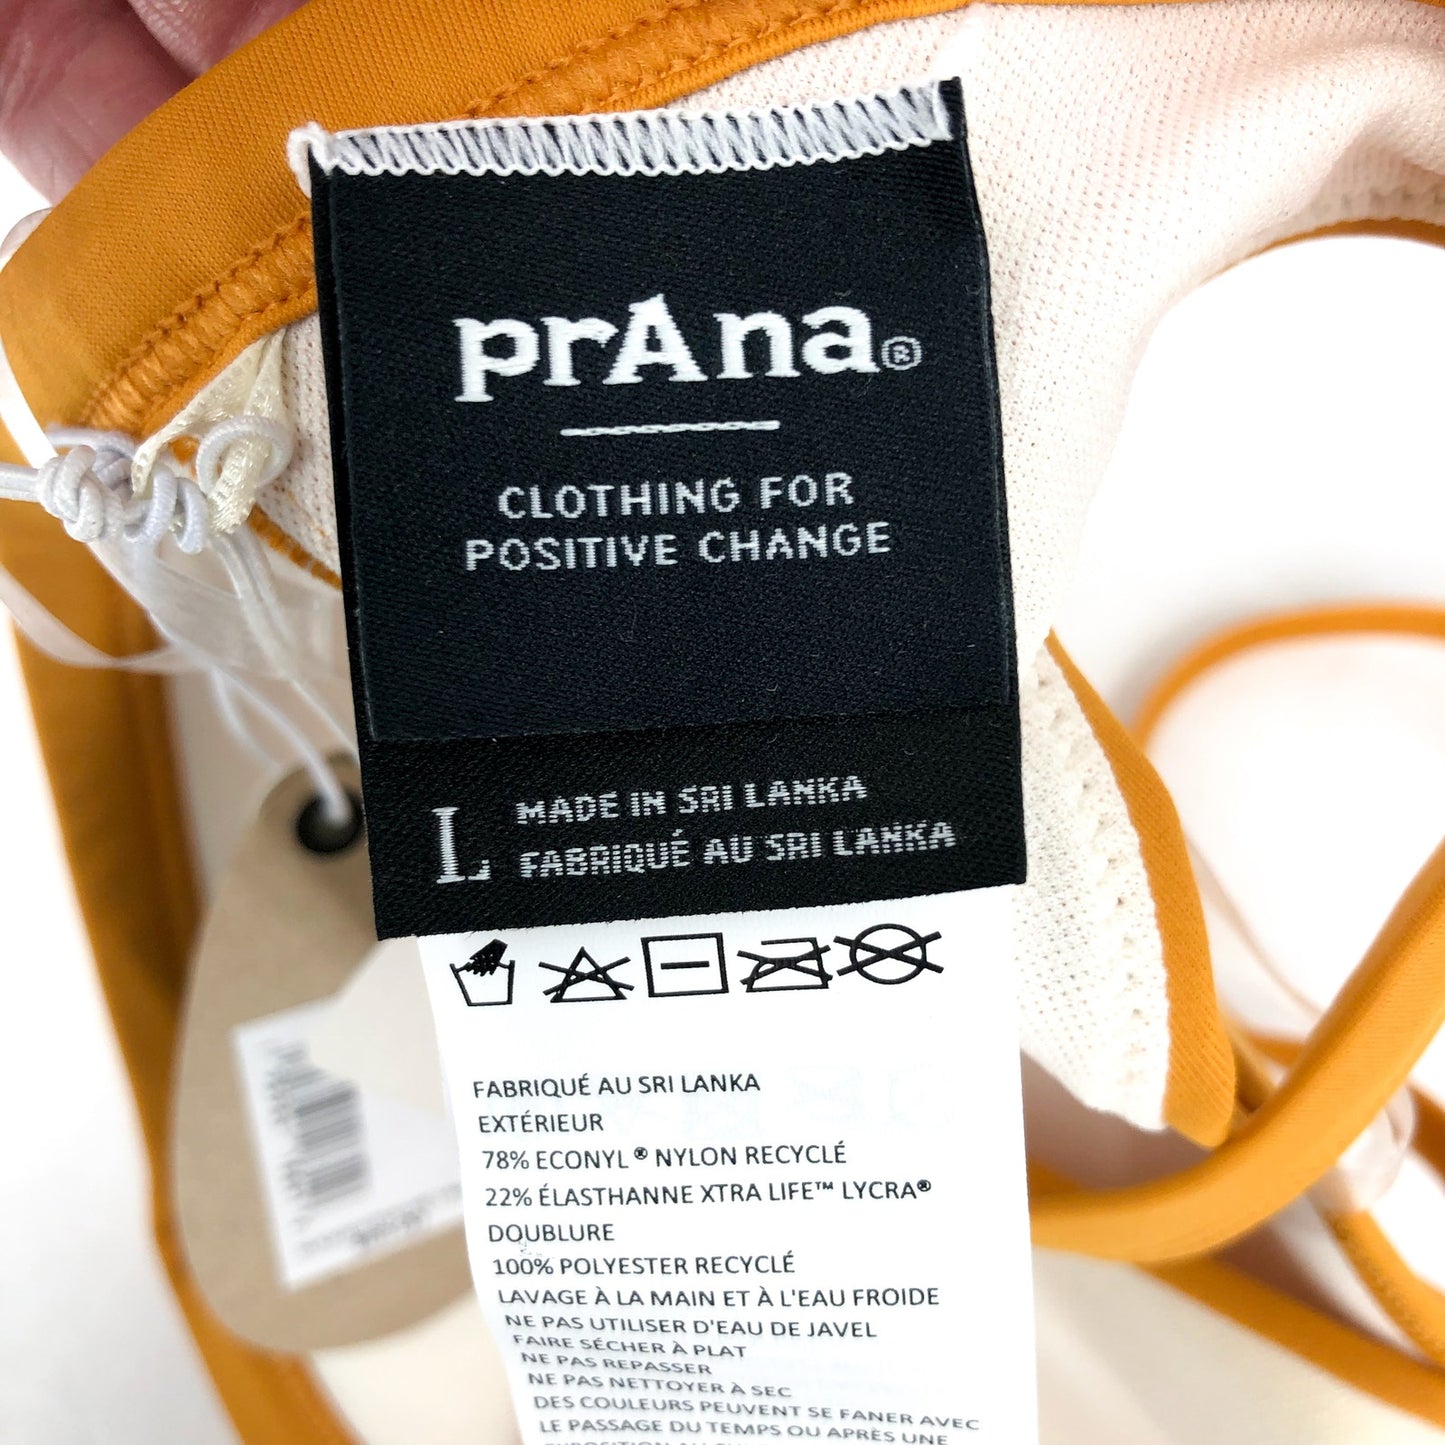 prAna®
CLOTHING FOR
POSITIVE CHANGE
L
MADE IN SRI LANKA
FABRIQUÉ AU SRI LANKA
FABRIQUÉ AU SRI LANKA
EXTÉRIEUR
78% ECONYL® NYLON RECYCLÉ
22% ÉLASTHANNE XTRA LIFE™ LYCRA®
DOUBLURE
100% POLYESTER RECYCLÉ
LAVAGE À LA MAIN ET À L'EAU FROIDE
NE PAS UTILISER D'EAU DE JAVEL
FAIRE SÉCHER À PLAT
NE PAS REPASSER
NE PAS NETTOYER À SEC
DES COULEURS PEUVENT SE FANER AVEC
LE PASSAGE DU TEMPS OU APRÈS UNE